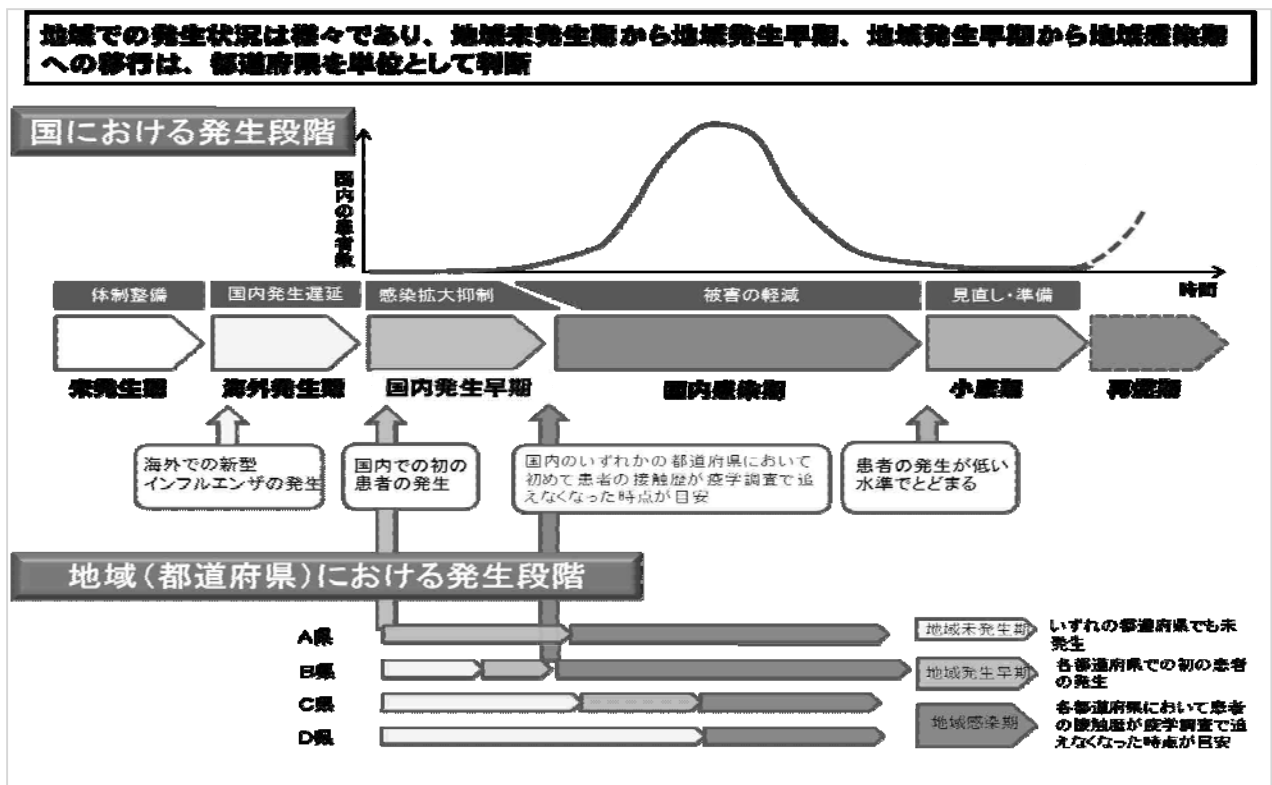 地域での発生状況は様々であり、地域未発生期から地域発生早期、地域発生早期から地域感染期
への移行は、都道府県を単位として判断
国における発生段階
国内の患者数
時間
体制整備
国内発生遅延
感染拡大抑制
被害の軽減
見直し・準備
未発生期
海外発生期
国内発生早期
国内感染期
小康期
再燃期
海外での新型
インフルエンザの発生
国内での初の
患者の発生
国内のいずれかの都道府県において
初めて患者の接触歴が疫学調査で追
えなくなった時点が目安
患者の発生が低い
水準でとどまる
地域(都道府県)における発生段階
A県
B県
C県
D県
地域未発生期
いずれの都道府県でも未
発生
地域発生早期
各都道府県での初の患者
の発生
地域感染期
各都道府県において患者
の接触歴が疫学調査で追
えなくなった時点が目安